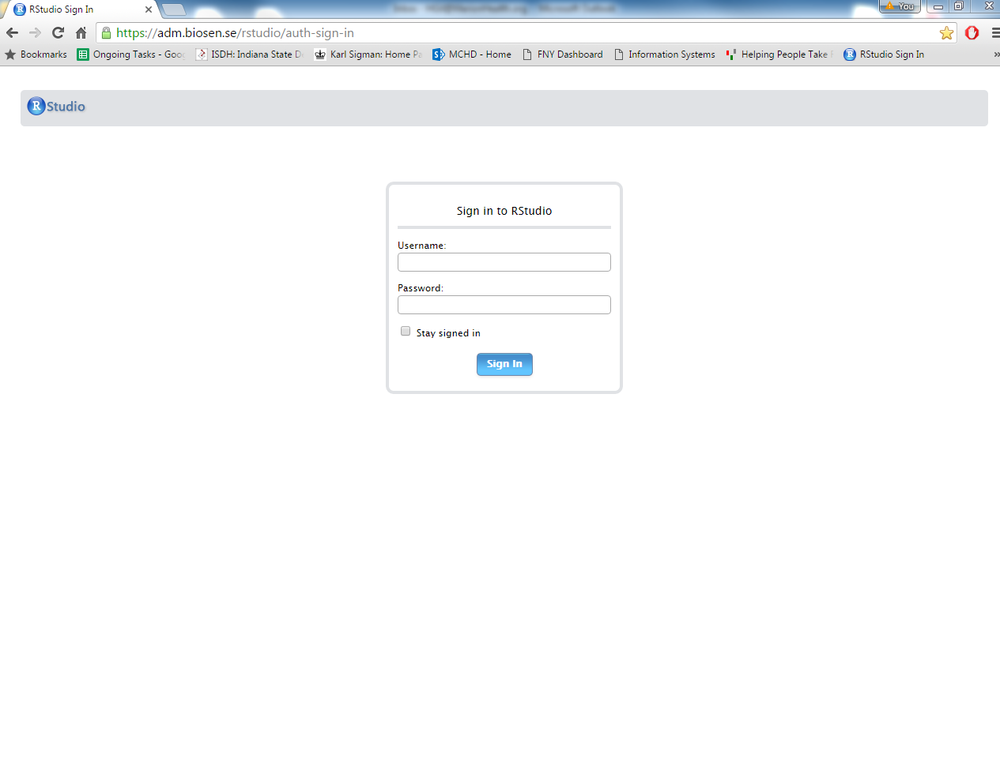 RStudio Sign In
You
https://adm.biosen.se/rstudio/auth-sign-in
Bookmarks Ongoing Tasks - Goog ISDH: Indiana State De Karl Sigman: Home Pa MCHD - Home FNY Dashboard Information Systems Helping People Take RStudio Sign In »
R Studio
Sign in to RStudio
Username:
Password:
Stay signed in
Sign In